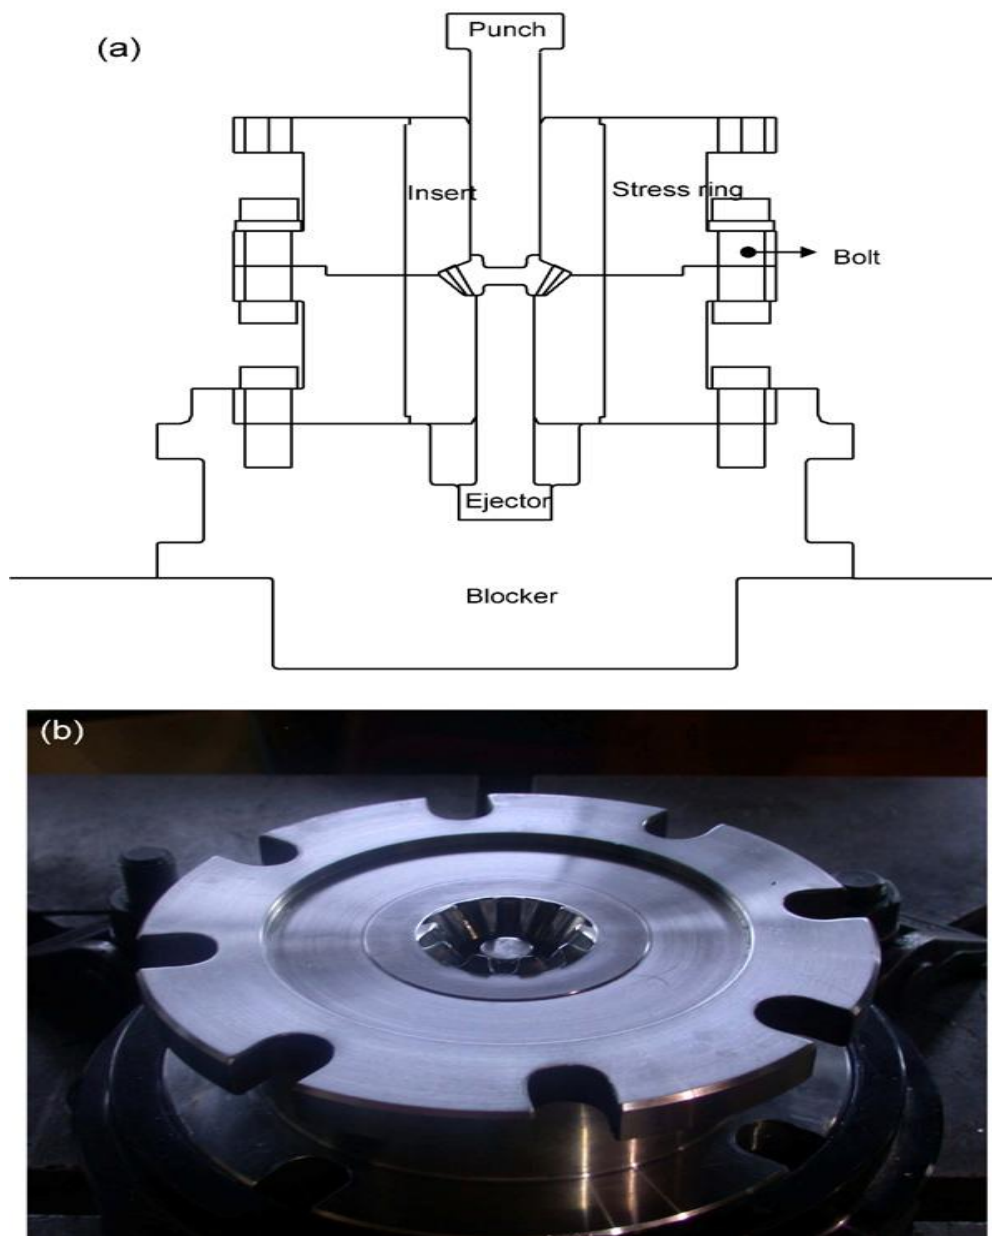 (a)
Punch
Insert
Stress ring
Bolt
Ejector
Blocker
(b)